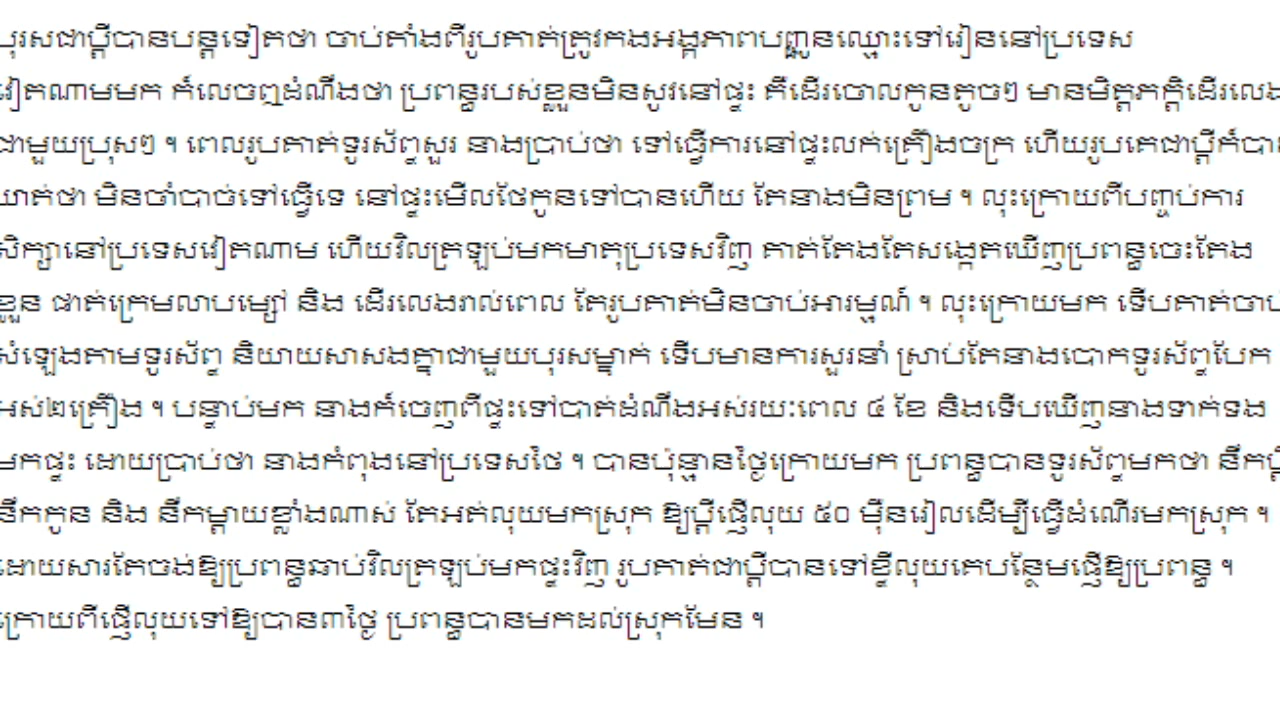 បុរសជាប្ដីបានបន្តទៀតថា ចាប់តាំងពីរូបគាត់ត្រូវកងអង្គភាពបញ្ជូនឈ្មោះទៅរៀននៅប្រទេស
វៀតណាមមក ក៏លេចឮដំណឹងថា ប្រពន្ធរបស់ខ្លួនមិនសូវនៅផ្ទះ គឺដើរចោលកូនតូចៗ មានមិត្តភក្តិដើរលេង
ជាមួយប្រុសៗ ។ ពេលរូបគាត់ទូរស័ព្ទសួរ នាងប្រាប់ថា ទៅធ្វើការនៅផ្ទះលក់គ្រឿងចក្រ ហើយរូបគេជាប្ដីក៏បាន
ឃាត់ថា មិនចាំបាច់ទៅធ្វើទេ នៅផ្ទះមើលថែកូនទៅបានហើយ តែនាងមិនព្រម ។ លុះក្រោយពីបញ្ចប់ការ
សិក្សានៅប្រទេសវៀតណាម ហើយវិលត្រឡប់មកមាតុប្រទេសវិញ គាត់តែងតែសង្កេតឃើញប្រពន្ធចេះតែង
ខ្លួន ផាត់ក្រេមលាបម្សៅ និង ដើរលេងរាល់ពេល តែរូបគាត់មិនចាប់អារម្មណ៍ ។ លុះក្រោយមក ទើបគាត់ចាប់
សំឡេងតាមទូរស័ព្ទ និយាយសាសងគ្នាជាមួយបុរសម្នាក់ ទើបមានការសួរនាំ ស្រាប់តែនាងបោកទូរស័ព្ទបែក
អស់២គ្រឿង ។ បន្ទាប់មក នាងក៏ចេញពីផ្ទះទៅបាត់ដំណឹងអស់រយៈពេល ៤ ខែ និងទើបឃើញនាងទាក់ទង
មកផ្ទះ ដោយប្រាប់ថា នាងកំពុងនៅប្រទេសថៃ ។ បានប៉ុន្មានថ្ងៃក្រោយមក ប្រពន្ធបានទូរស័ព្ទមកថា នឹកប្ដី
នឹកកូន និង នឹកម្ដាយខ្លាំងណាស់ តែអត់លុយមកស្រុក ឱ្យប្ដីផ្ញើលុយ ៥០ ម៉ឺនរៀលដើម្បីធ្វើដំណើរមកស្រុក ។
ដោយសារតែចង់ឱ្យប្រពន្ធឆាប់វិលត្រឡប់មកផ្ទះវិញ រូបគាត់ជាប្ដីបានទៅខ្ចីលុយគេបន្ថែមផ្ញើឱ្យប្រពន្ធ ។
ក្រោយពីផ្ញើលុយទៅឱ្យបាន៣ថ្ងៃ ប្រពន្ធបានមកដល់ស្រុកមែន ។